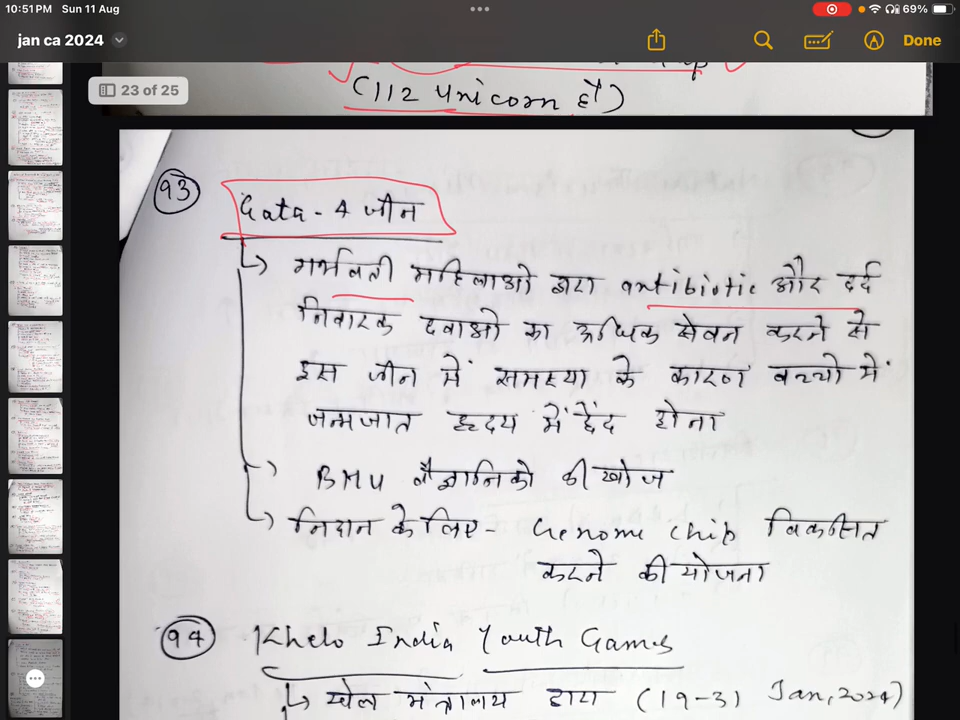 10:51 PM Sun 11 Aug
69%
jan ca 2024
Done
23 of 25
(112 unicorn है)
93
Gata-4 जीन
गर्भवती महिलाओ द्वारा antibiotic और दर्द
निवारक दवाओ का अधिक सेवन करने से
इस जीन में समस्या के कारण बच्चो में
जन्मजात हृदय में छेद होना
BHU वैज्ञानिको की खोज
निदान के लिए - Genome chip विकसित
करने की योजना
94
Khelo India Youth Games
खेल मंत्रालय द्वारा (19-31 Jan, 2024)